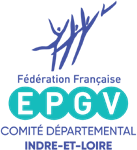 Fédération Française
EPGV
COMITÉ DÉPARTEMENTAL
INDRE-ET-LOIRE